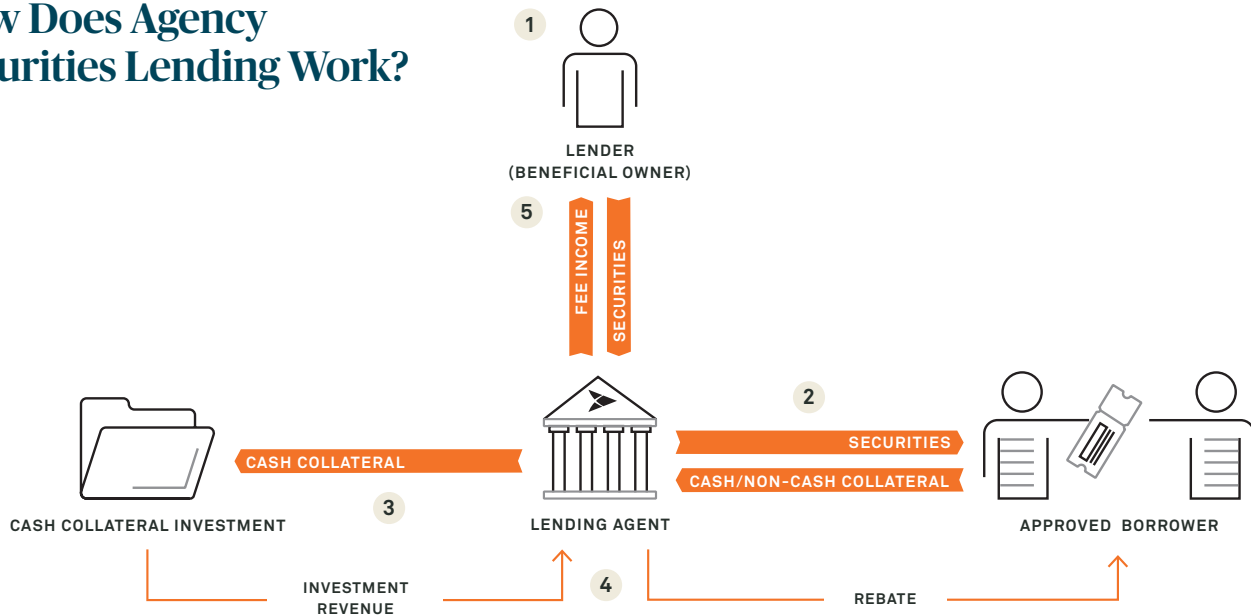 w Does Agency
urities Lending Work?
1
LENDER
(BENEFICIAL OWNER)
5
FEE INCOME
SECURITIES
2
SECURITIES
CASH/NON-CASH COLLATERAL
CASH COLLATERAL
3
CASH COLLATERAL INVESTMENT
LENDING AGENT
APPROVED BORROWER
INVESTMENT
REVENUE
4
REBATE